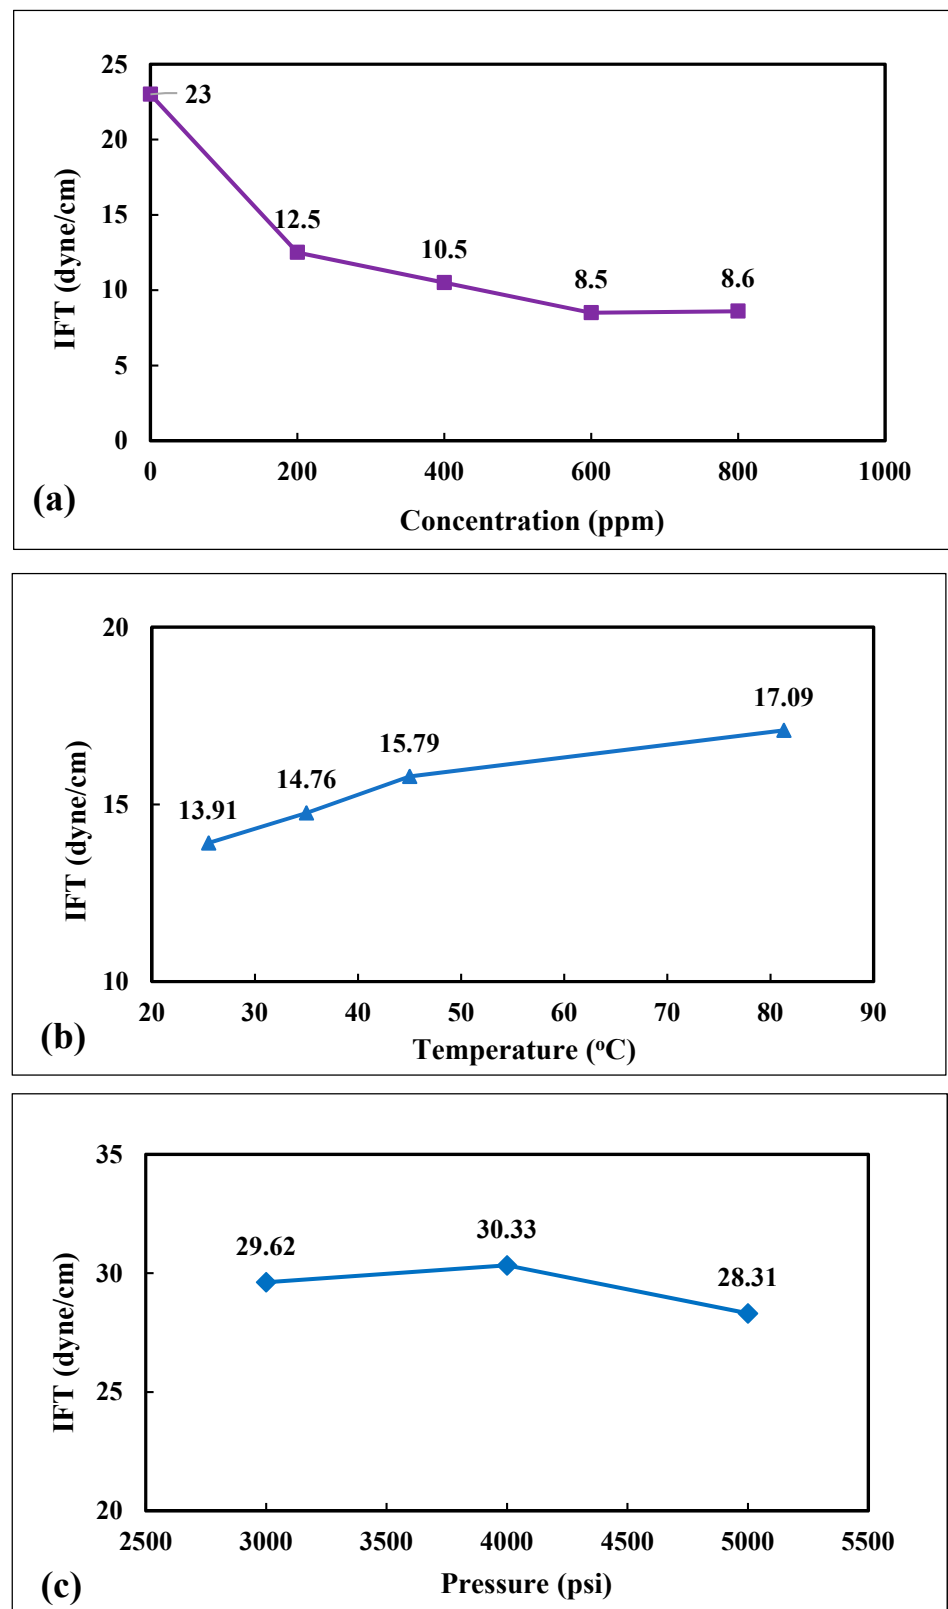 25
23
20
15
12.5
10.5
8.5
8.6
10
5
0
0 200 400 600 800 1000
IFT (dyne/cm)
Concentration (ppm)
(a)
20
17.09
15.79
14.76
13.91
15
10
20 30 40 50 60 70 80 90
IFT (dyne/cm)
Temperature (°C)
(b)
35
30.33
29.62
28.31
30
25
20
2500 3000 3500 4000 4500 5000 5500
IFT (dyne/cm)
Pressure (psi)
(c)